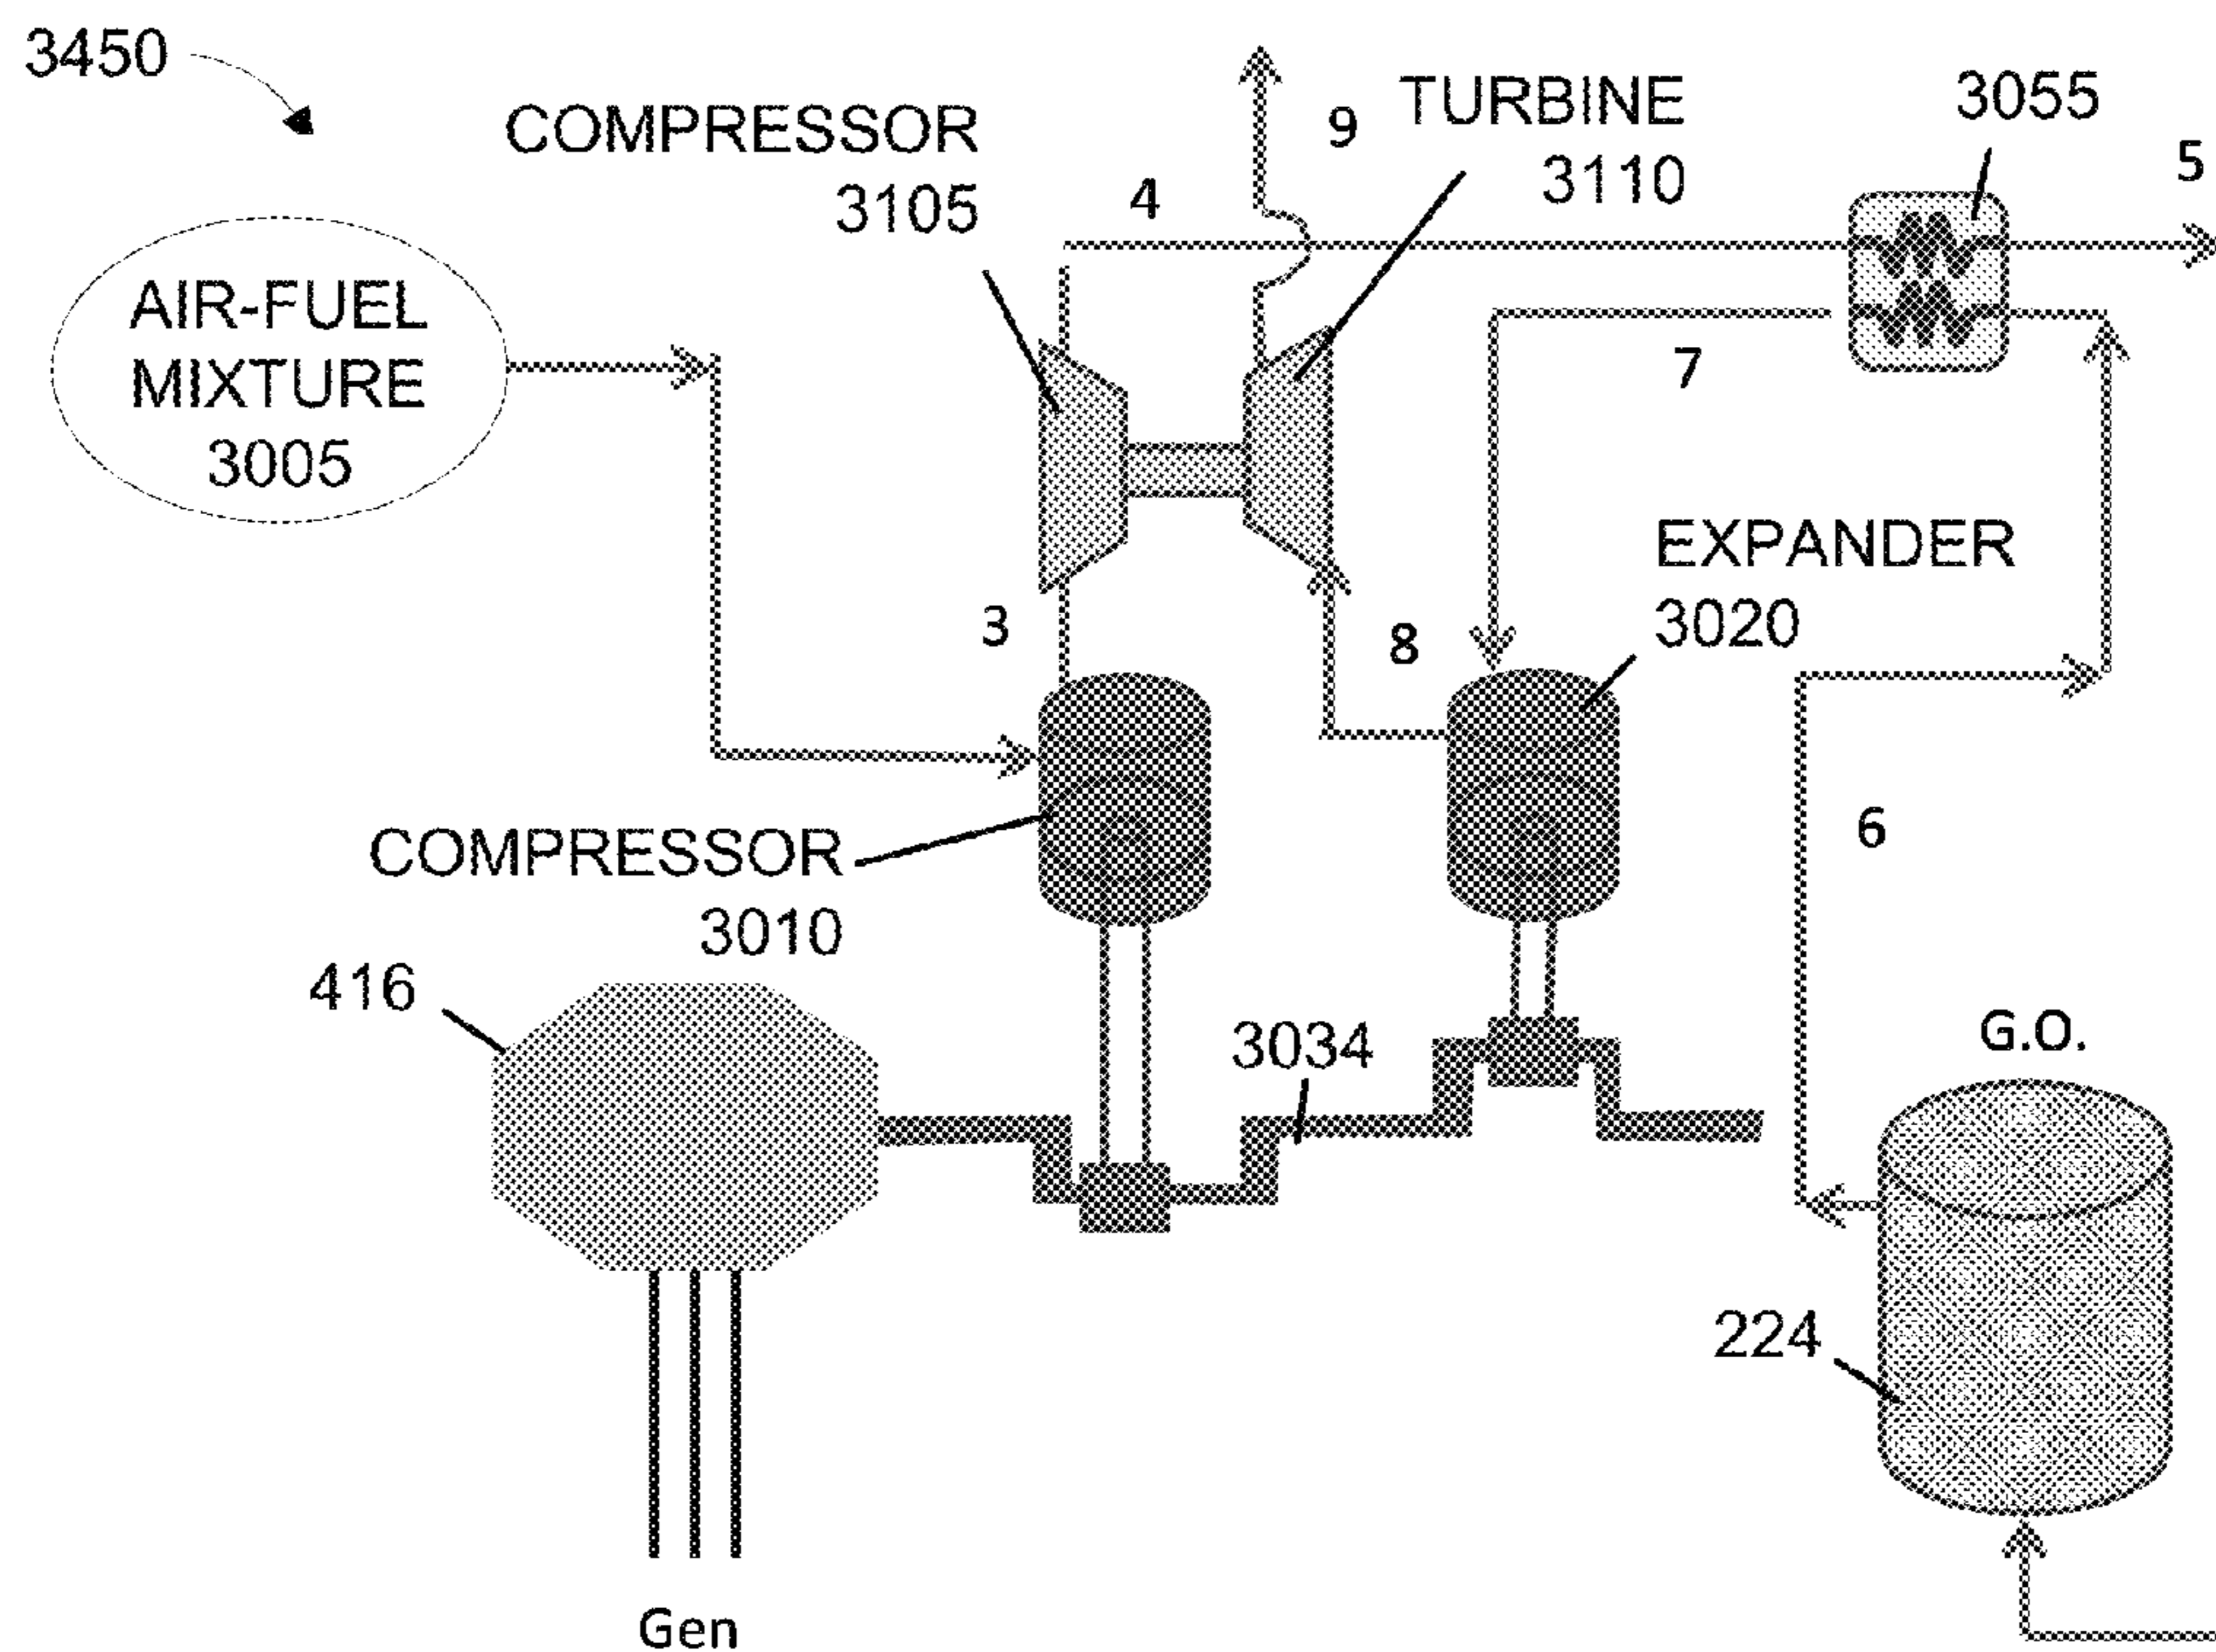 3450
COMPRESSOR
3105
9
TURBINE
3110
3055
5
4
AIR-FUEL
MIXTURE
3005
7
EXPANDER
3020
3
8
6
COMPRESSOR
3010
416
3034
G.O.
224
Gen